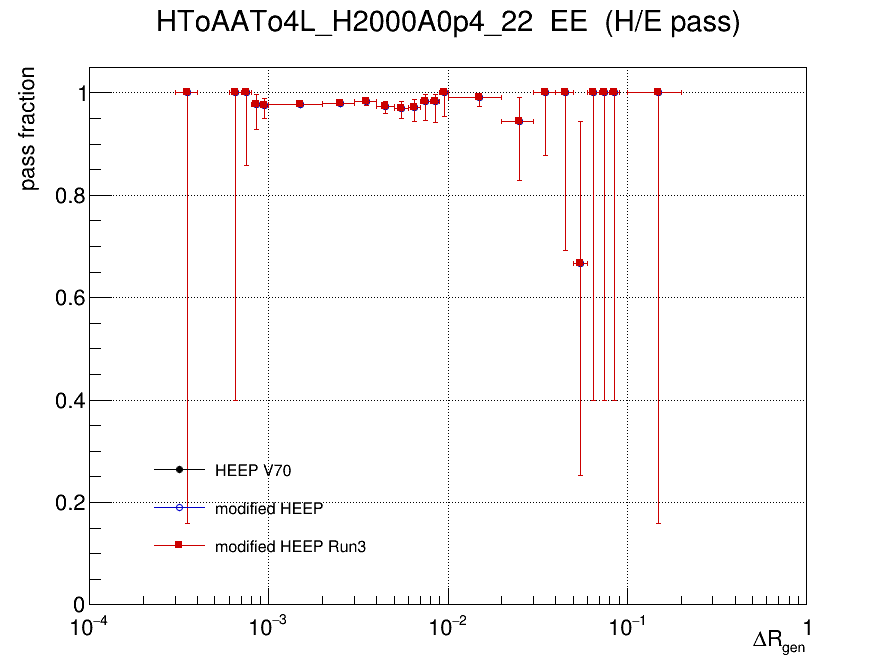 HToAATo4L_H2000A0p4_22 EE (H/E pass)
pass fraction
1
0.8
0.6
0.4
0.2
0
HEEP V70
modified HEEP
modified HEEP Run3
10⁻⁴ 10⁻³ 10⁻² 10⁻¹ 1
ΔR_gen